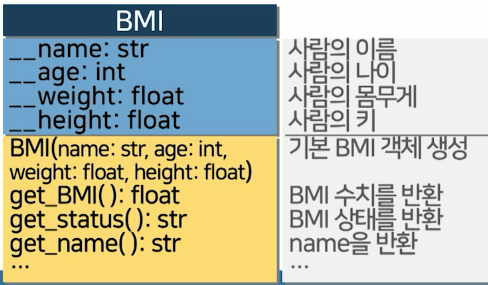 BMI
__name: str 사람의 이름
__age: int 사람의 나이
__weight: float 사람의 몸무게
__height: float 사람의 키
BMI(name: str, age: int, 기본 BMI 객체 생성
weight: float, height: float)
get_BMI(): float BMI 수치를 반환
get_status(): str BMI 상태를 반환
get_name(): str name을 반환
... ...